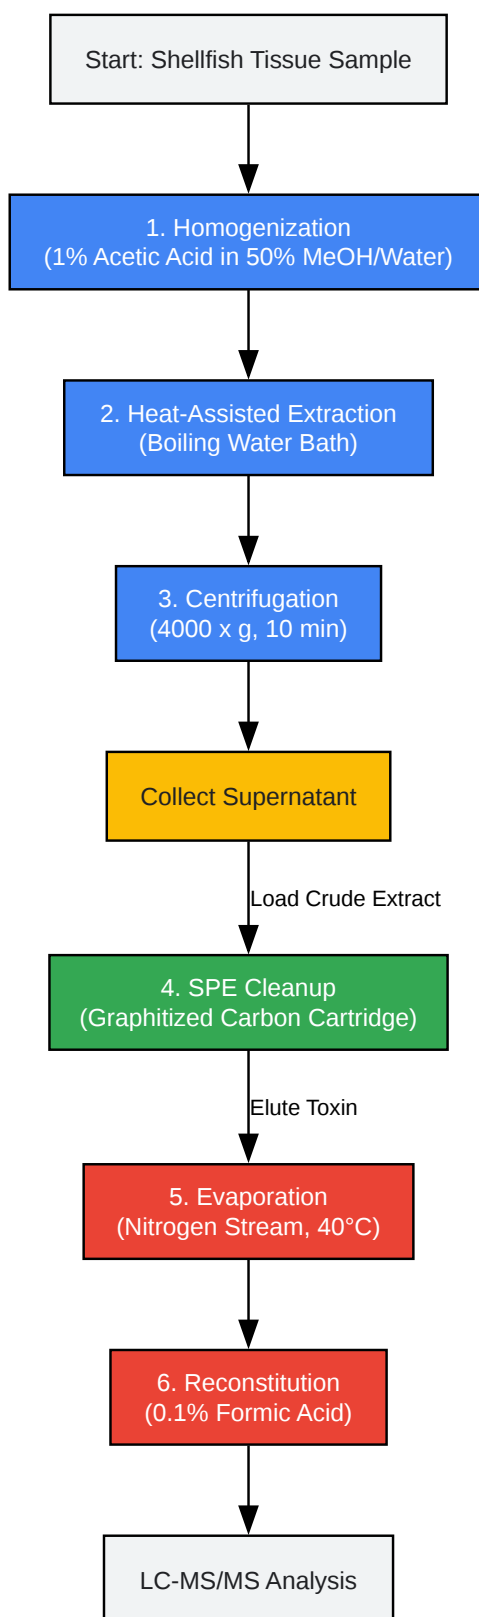 Start: Shellfish Tissue Sample
1. Homogenization
(1% Acetic Acid in 50% MeOH/Water)
2. Heat-Assisted Extraction
(Boiling Water Bath)
3. Centrifugation
(4000 x g, 10 min)
Collect Supernatant
Load Crude Extract
4. SPE Cleanup
(Graphitized Carbon Cartridge)
Elute Toxin
5. Evaporation
(Nitrogen Stream, 40°C)
6. Reconstitution
(0.1% Formic Acid)
LC-MS/MS Analysis